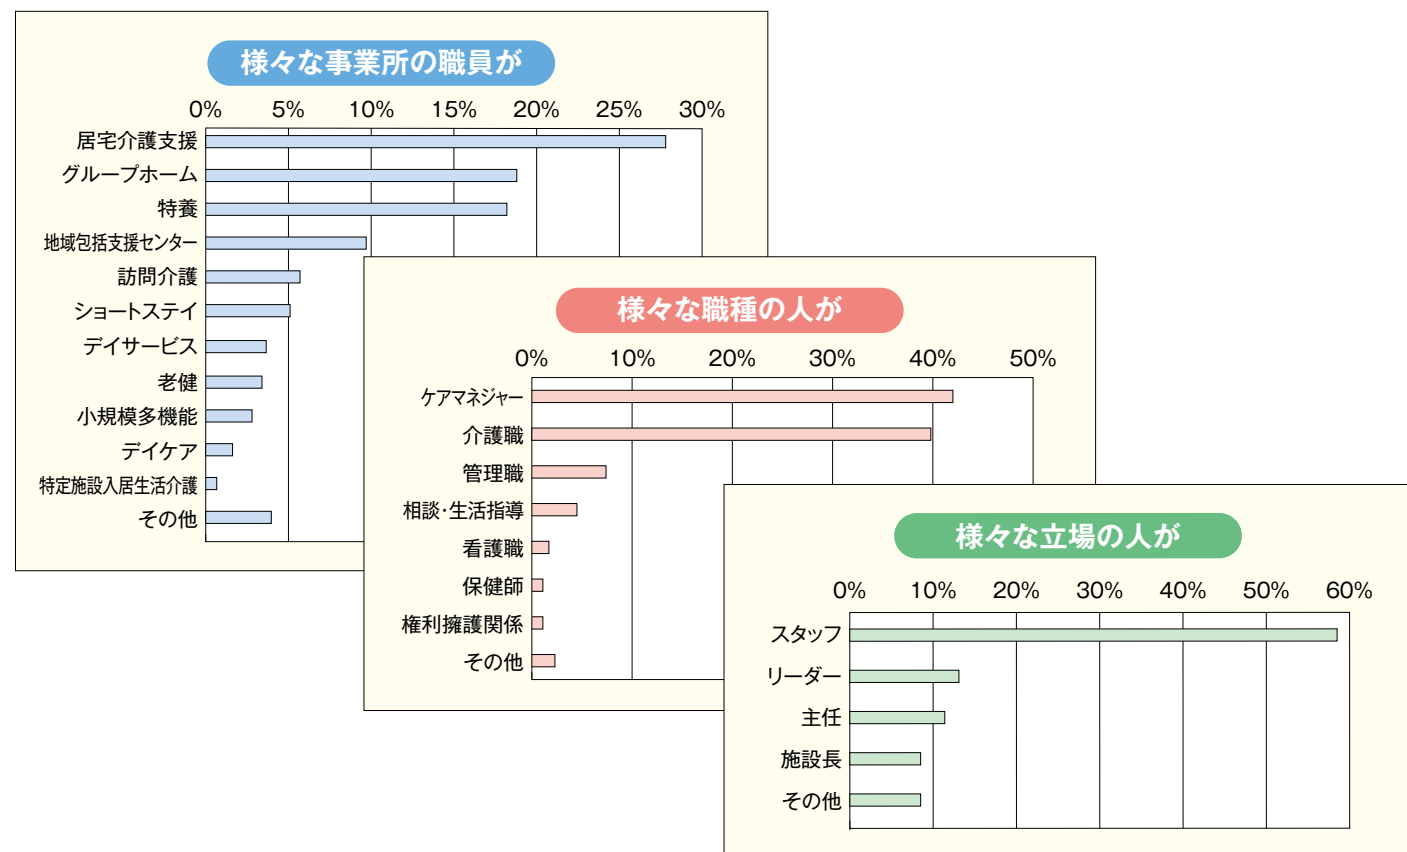 様々な事業所の職員が
0% 5% 10% 15% 20% 25% 30%
居宅介護支援
グループホーム
特養
地域包括支援センター
訪問介護
ショートステイ
デイサービス
老健
小規模多機能
デイケア
特定施設入居生活介護
その他
様々な職種の人が
0% 10% 20% 30% 40% 50%
ケアマネジャー
介護職
管理職
相談・生活指導
看護職
保健師
権利擁護関係
その他
様々な立場の人が
0% 10% 20% 30% 40% 50% 60%
スタッフ
リーダー
主任
施設長
その他